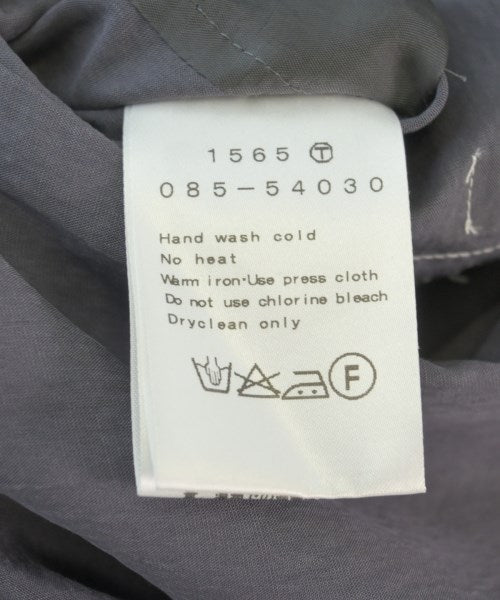 1565 Ⓣ
085-54030
Hand wash cold
No heat
Warm iron·Use press cloth
Do not use chlorine bleach
Dryclean only
F